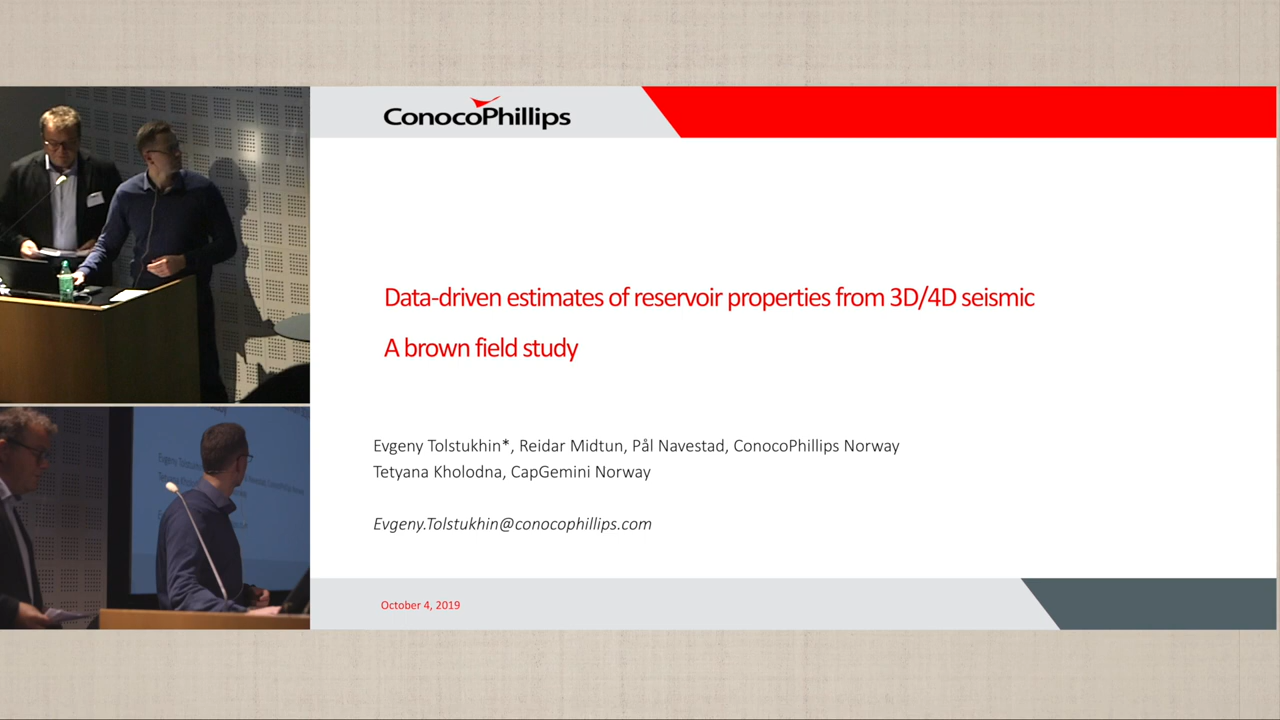 ConocoPhillips
Data-driven estimates of reservoir properties from 3D/4D seismic
A brown field study
Evgeny Tolstukhin*, Reidar Midtun, Pål Navestad, ConocoPhillips Norway
Tetyana Kholodna, CapGemini Norway
Evgeny.Tolstukhin@conocophillips.com
October 4, 2019